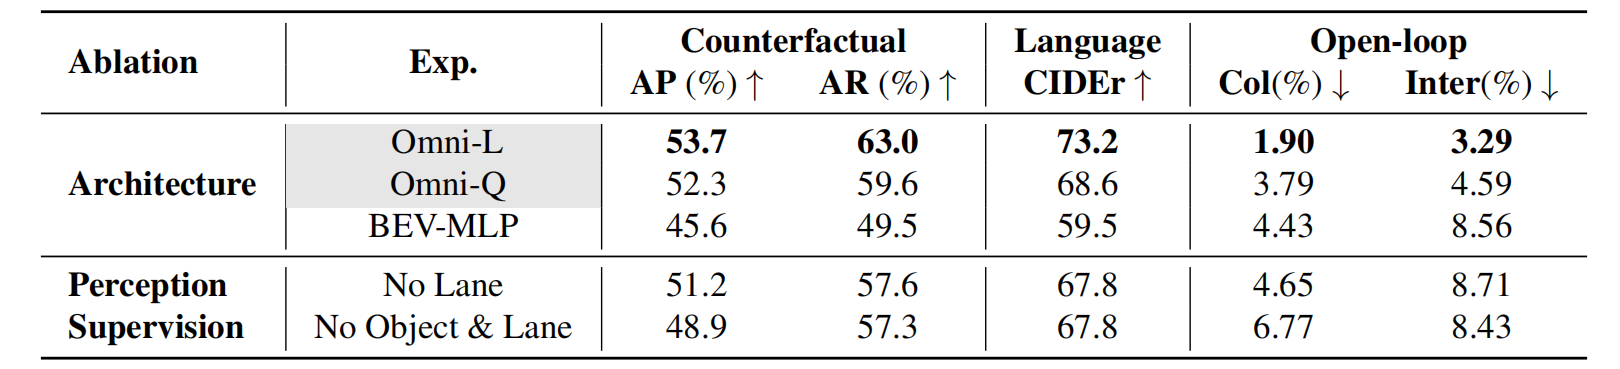 Ablation Exp. Counterfactual Language Open-loop
AP (%) ↑ AR (%) ↑ CIDEr ↑ Col(%) ↓ Inter(%) ↓
Architecture Omni-L 53.7 63.0 73.2 1.90 3.29
Omni-Q 52.3 59.6 68.6 3.79 4.59
BEV-MLP 45.6 49.5 59.5 4.43 8.56
Perception No Lane 51.2 57.6 67.8 4.65 8.71
Supervision No Object & Lane 48.9 57.3 67.8 6.77 8.43